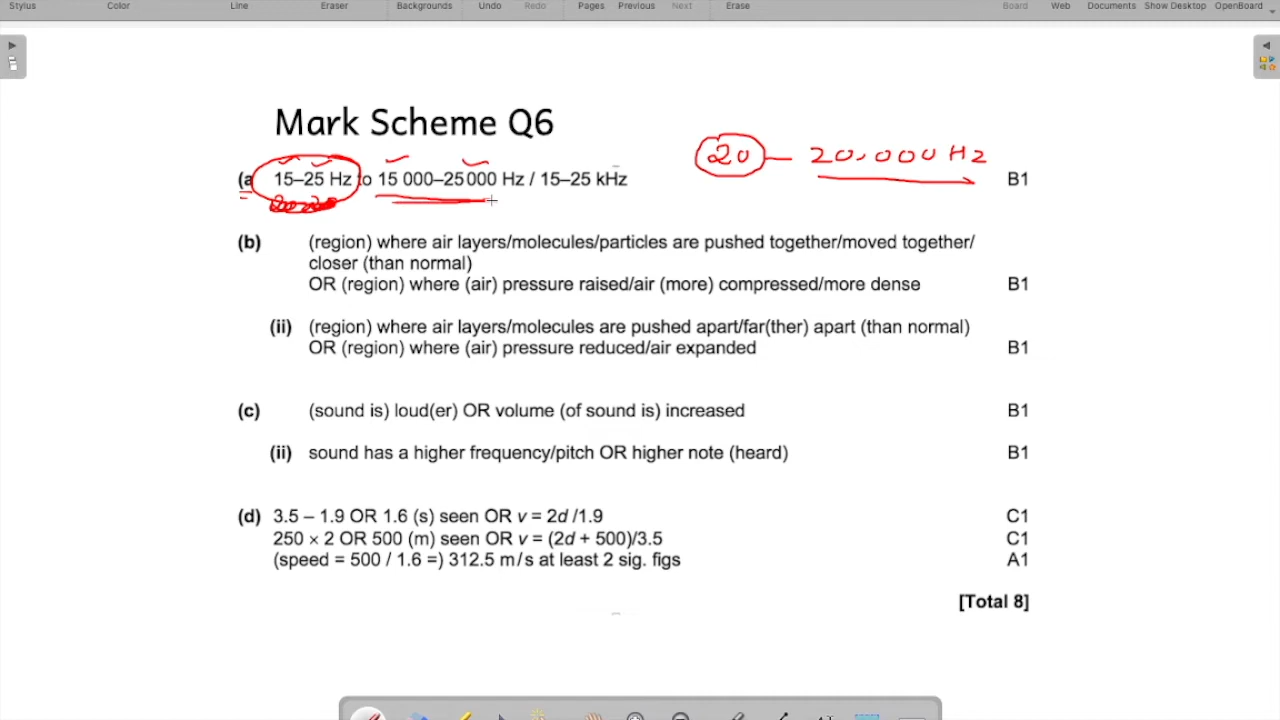 Stylus Color Line Eraser Backgrounds Undo Redo Pages Previous Next Erase Board Web Documents Show Desktop OpenBoard
Mark Scheme Q6
20 — 20,000 Hz
(a 15–25 Hz to 15 000–25 000 Hz / 15–25 kHz B1
(b) (region) where air layers/molecules/particles are pushed together/moved together/
closer (than normal)
OR (region) where (air) pressure raised/air (more) compressed/more dense B1
(ii) (region) where air layers/molecules are pushed apart/far(ther) apart (than normal)
OR (region) where (air) pressure reduced/air expanded B1
(c) (sound is) loud(er) OR volume (of sound is) increased B1
(ii) sound has a higher frequency/pitch OR higher note (heard) B1
(d) 3.5 – 1.9 OR 1.6 (s) seen OR v = 2d /1.9 C1
250 × 2 OR 500 (m) seen OR v = (2d + 500)/3.5 C1
(speed = 500 / 1.6 =) 312.5 m/s at least 2 sig. figs A1
[Total 8]